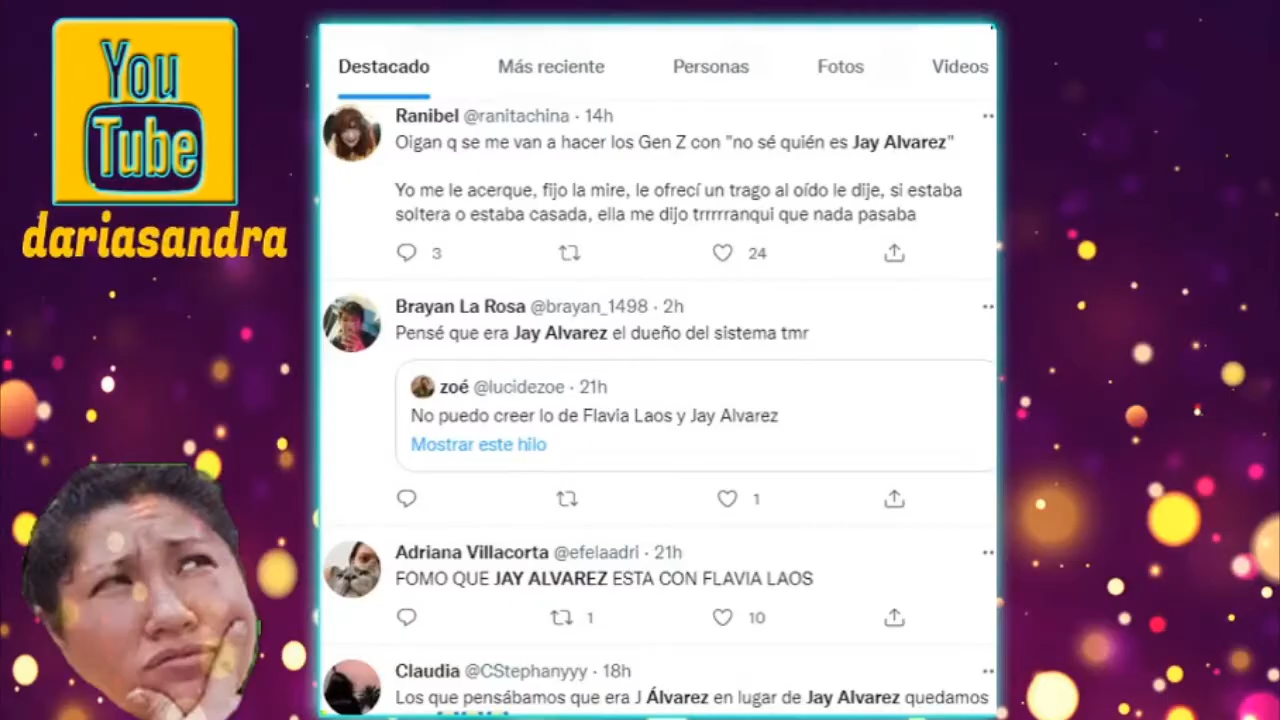 You
Tube
dariasandra
Destacado Más reciente Personas Fotos Videos
Ranibel @ranitachina · 14h
Oigan q se me van a hacer los Gen Z con "no sé quién es Jay Alvarez"
Yo me le acerque, fijo la mire, le ofrecí un trago al oído le dije, si estaba
soltera o estaba casada, ella me dijo trrrrranqui que nada pasaba
3 24
Brayan La Rosa @brayan_1498 · 2h
Pensé que era Jay Alvarez el dueño del sistema tmr
zoé @lucidezoe · 21h
No puedo creer lo de Flavia Laos y Jay Alvarez
Mostrar este hilo
1
Adriana Villacorta @efelaadri · 21h
FOMO QUE JAY ALVAREZ ESTA CON FLAVIA LAOS
1 10
Claudia @CStephanyyy · 18h
Los que pensábamos que era J Álvarez en lugar de Jay Alvarez quedamos